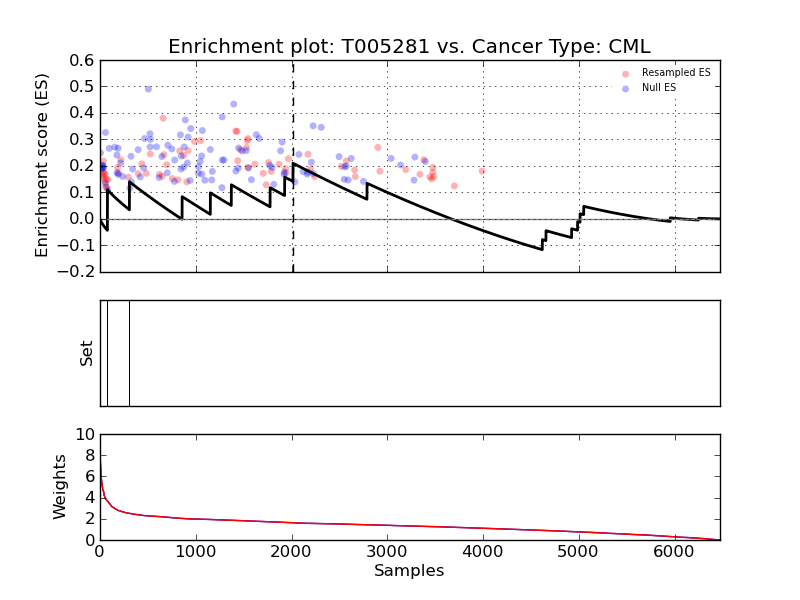 Enrichment plot: T005281 vs. Cancer Type: CML
Enrichment score (ES)
0.6
0.5
0.4
0.3
0.2
0.1
0.0
−0.1
−0.2
Resampled ES
Null ES
Set
Weights
10
8
6
4
2
0
0 1000 2000 3000 4000 5000 6000
Samples